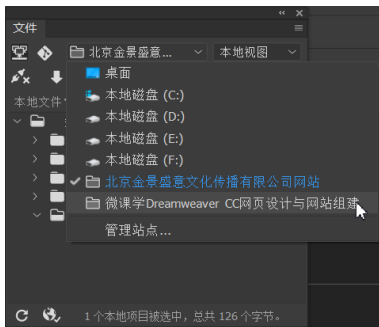 文件
北京金景盛意... 本地视图
桌面
本地磁盘 (C:)
本地磁盘 (D:)
本地文件
本地磁盘 (E:)
本地磁盘 (F:)
北京金景盛意文化传播有限公司网站
微课学Dreamweaver CC网页设计与网站组建
管理站点...
1 个本地项目被选中，总共 126 个字节。